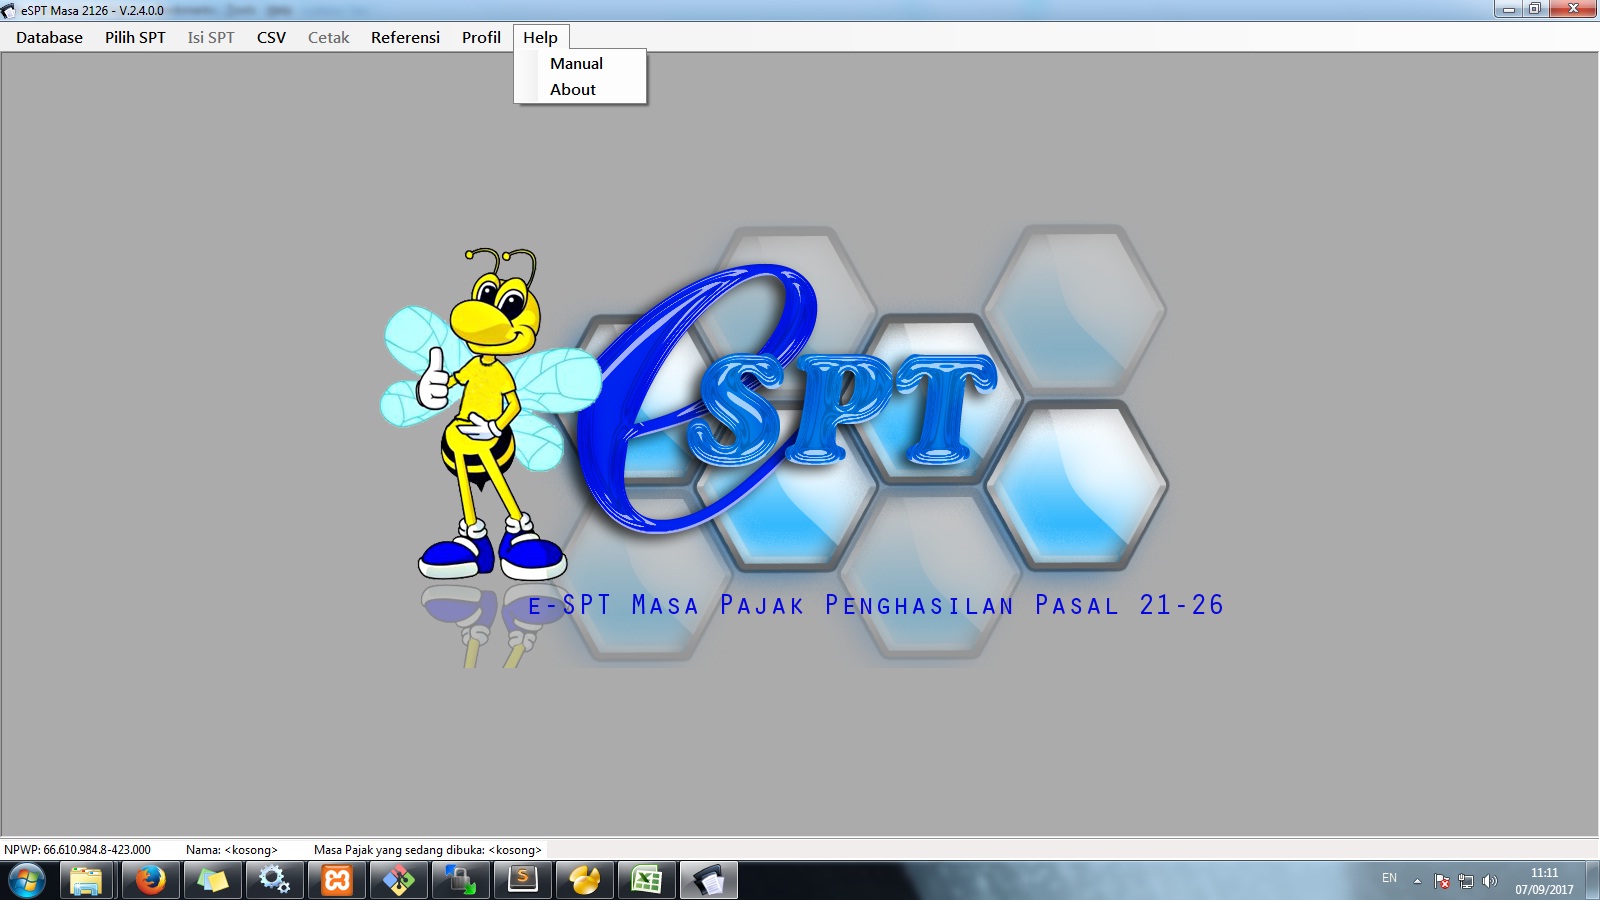 eSPT Masa 2126 - V.2.4.0.0
Database Pilih SPT Isi SPT CSV Cetak Referensi Profil Help
Manual
About
eSPT
e-SPT Masa Pajak Penghasilan Pasal 21-26
NPWP: 66.610.984.8-423.000 Nama: <kosong> Masa Pajak yang sedang dibuka: <kosong>
EN 11:11
07/09/2017